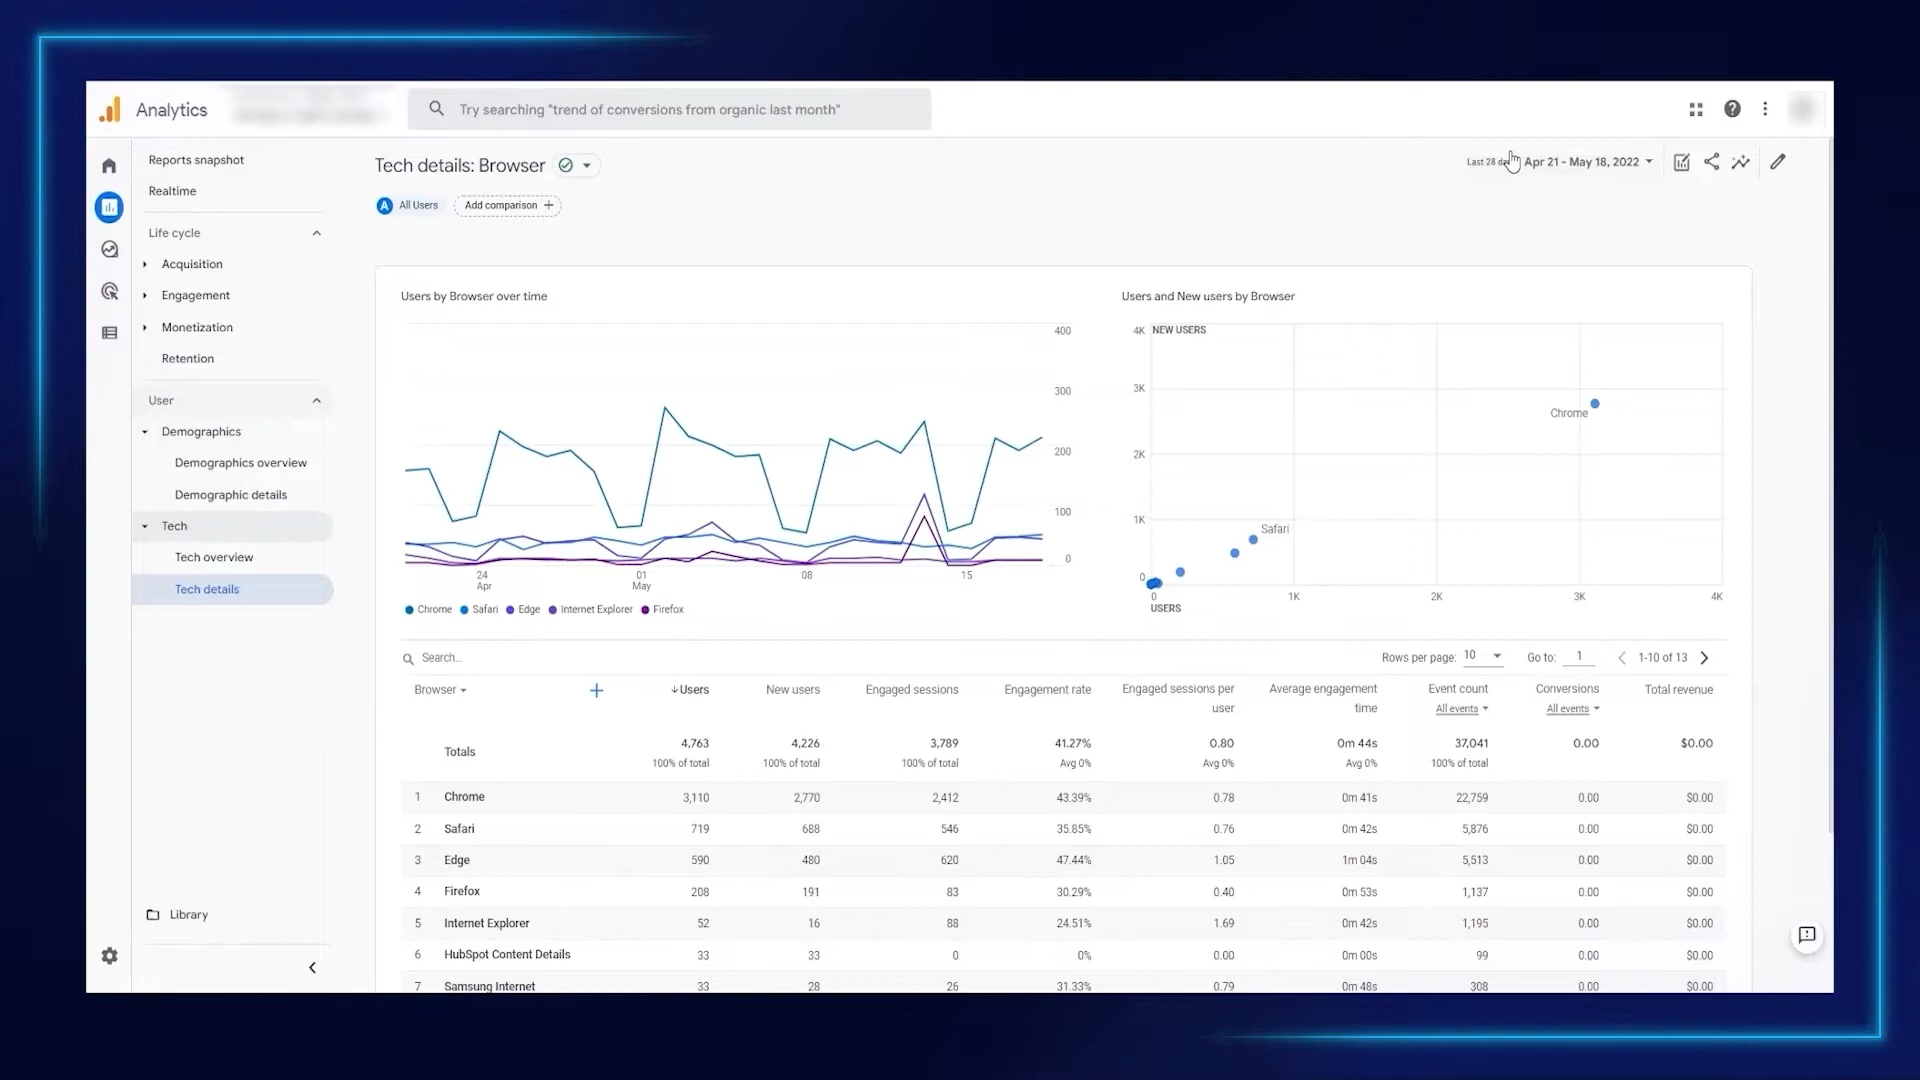 Analytics
Try searching "trend of conversions from organic last month"
Reports snapshot
Realtime
Life cycle
Acquisition
Engagement
Monetization
Retention
User
Demographics
Demographics overview
Demographic details
Tech
Tech overview
Tech details
Library
Tech details: Browser
A All Users
Add comparison +
Last 28 Apr 21 - May 18, 2022
Users by Browser over time
400
300
200
100
0
24 Apr
01 May
08
15
Chrome Safari Edge Internet Explorer Firefox
Users and New users by Browser
4K NEW USERS
3K
Chrome
2K
1K
Safari
0
0 1K 2K 3K 4K
USERS
Search...
Rows per page: 10 Go to: 1 1-10 of 13
Browser + ↓Users New users Engaged sessions Engagement rate Engaged sessions per user Average engagement time Event count All events Conversions All events Total revenue
Totals 4,763 4,226 3,789 41.27% 0.80 0m 44s 37,041 0.00 $0.00
100% of total 100% of total 100% of total Avg 0% Avg 0% Avg 0% 100% of total
1 Chrome 3,110 2,770 2,412 43.39% 0.78 0m 41s 22,759 0.00 $0.00
2 Safari 719 688 546 35.85% 0.76 0m 42s 5,876 0.00 $0.00
3 Edge 590 480 620 47.44% 1.05 1m 04s 5,513 0.00 $0.00
4 Firefox 208 191 83 30.29% 0.40 0m 53s 1,137 0.00 $0.00
5 Internet Explorer 52 16 88 24.51% 1.69 0m 42s 1,195 0.00 $0.00
6 HubSpot Content Details 33 33 0 0% 0.00 0m 00s 99 0.00 $0.00
7 Samsung Internet 33 28 26 31.33% 0.79 0m 48s 308 0.00 $0.00